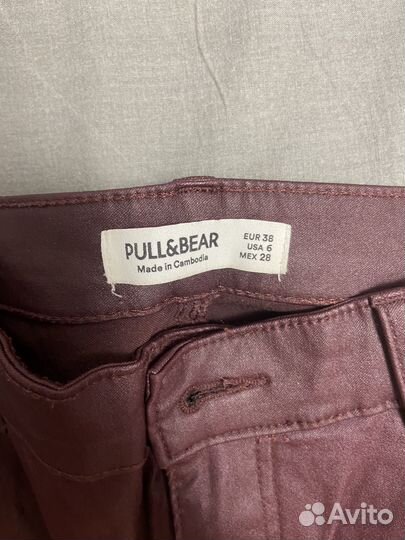 PULL&BEAR
Made in Cambodia
EUR 38
USA 6
MEX 28
Avito